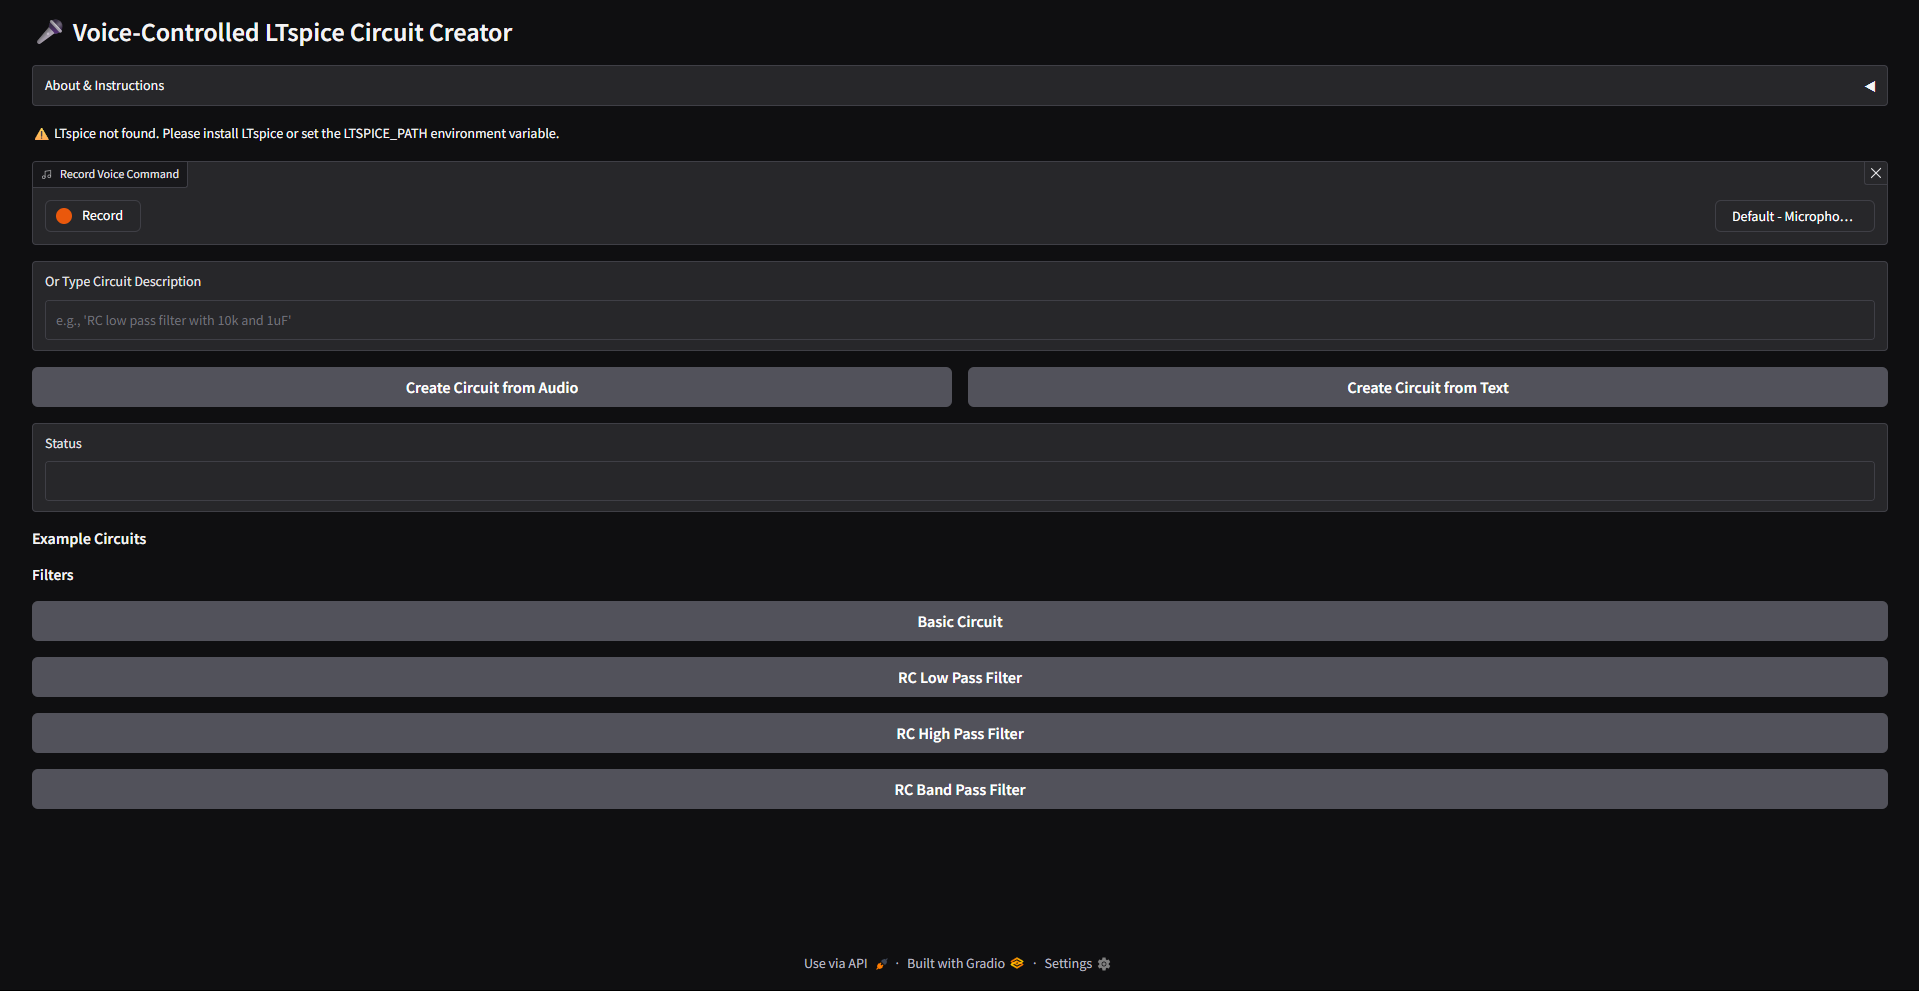 Voice-Controlled LTspice Circuit Creator
About & Instructions
LTspice not found. Please install LTspice or set the LTSPICE_PATH environment variable.
Record Voice Command
Record
Default - Micropho...
Or Type Circuit Description
e.g., 'RC low pass filter with 10k and 1uF'
Create Circuit from Audio
Create Circuit from Text
Status
Example Circuits
Filters
Basic Circuit
RC Low Pass Filter
RC High Pass Filter
RC Band Pass Filter
Use via API · Built with Gradio · Settings